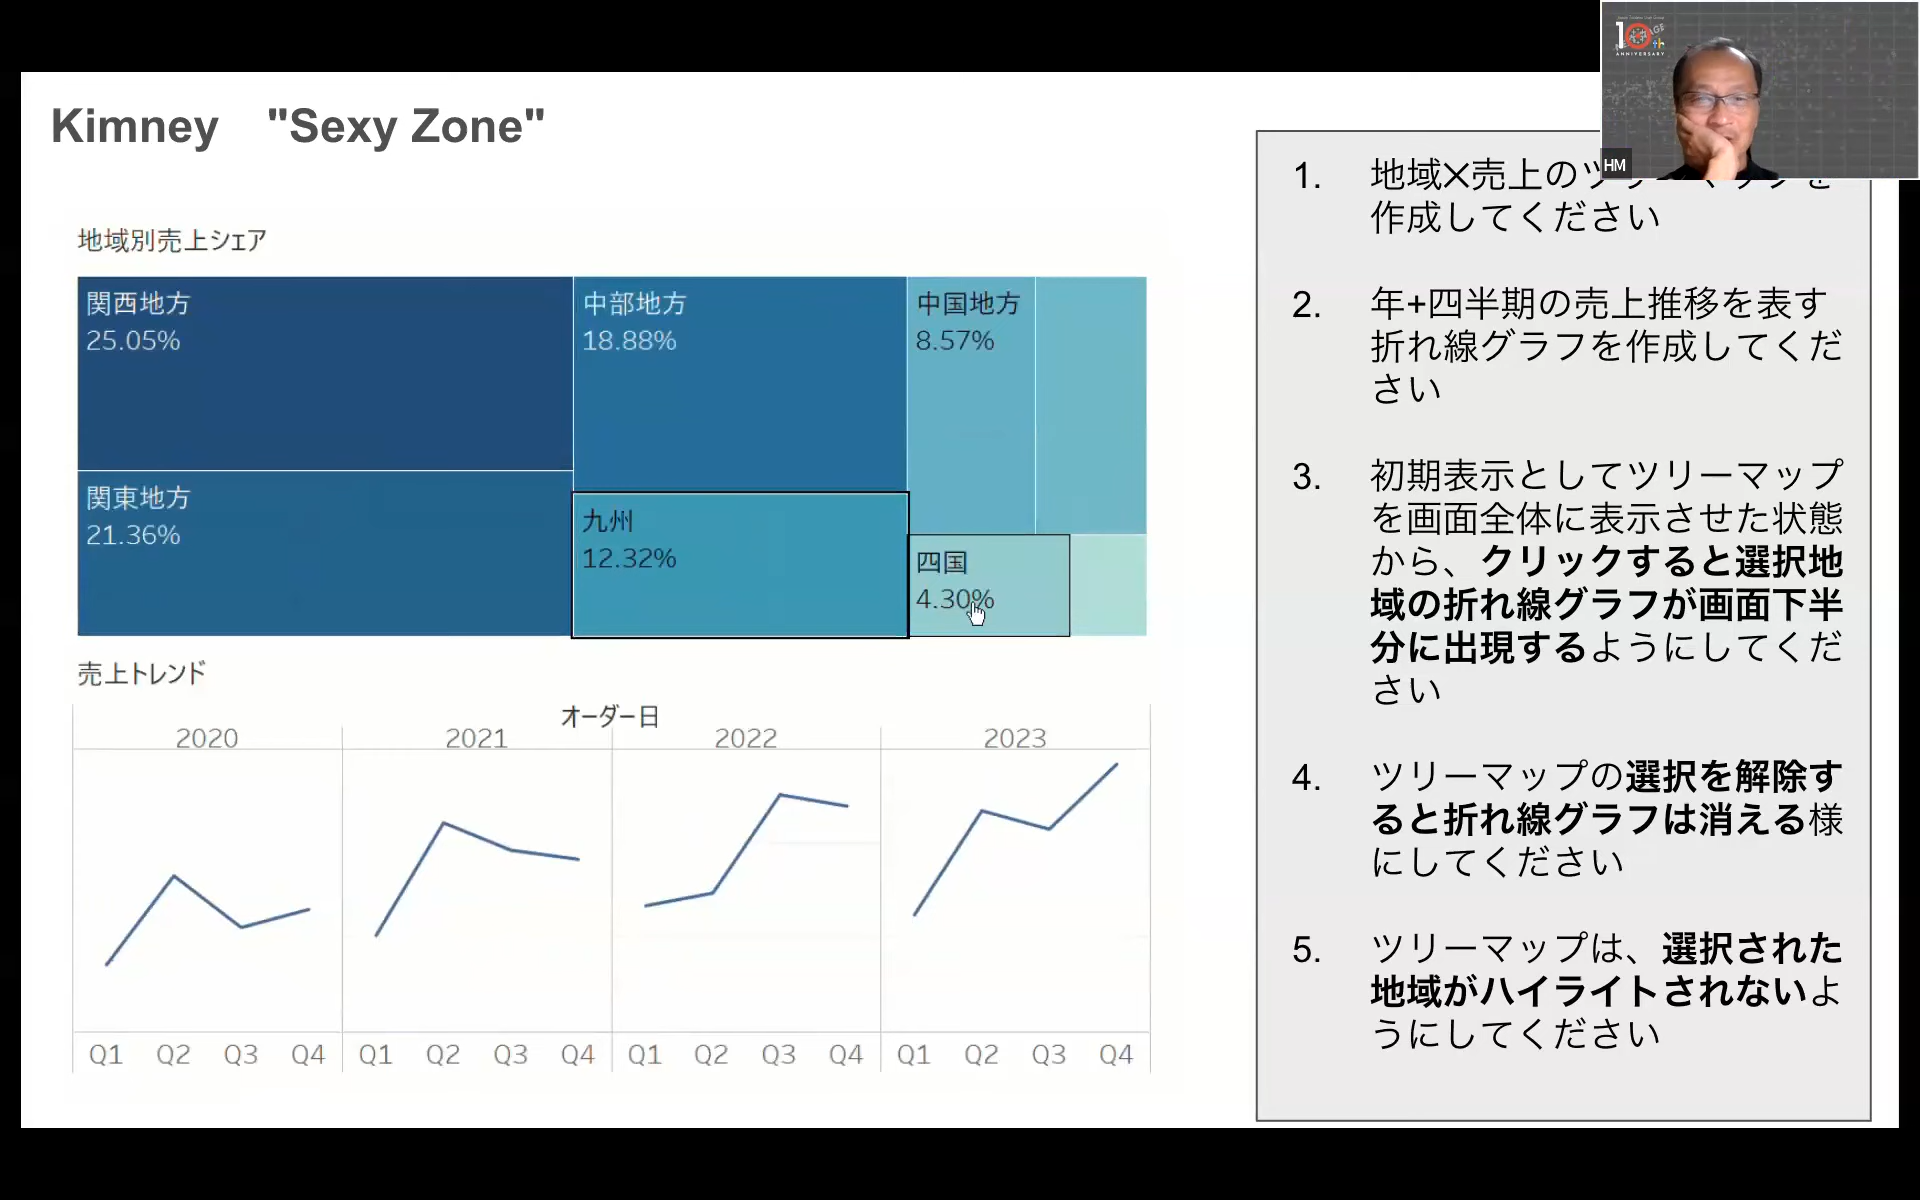 Kimney "Sexy Zone"
地域別売上シェア
関西地方
25.05%
中部地方
18.88%
中国地方
8.57%
関東地方
21.36%
九州
12.32%
四国
4.30%
売上トレンド
オーダー日
2020 2021 2022 2023
Q1 Q2 Q3 Q4 Q1 Q2 Q3 Q4 Q1 Q2 Q3 Q4 Q1 Q2 Q3 Q4
10th
ANNIVERSARY
HM
1. 地域✕売上のツリーマップを
作成してください
2. 年+四半期の売上推移を表す
折れ線グラフを作成してくだ
さい
3. 初期表示としてツリーマップ
を画面全体に表示させた状態
から、クリックすると選択地
域の折れ線グラフが画面下半
分に出現するようにしてくだ
さい
4. ツリーマップの選択を解除す
ると折れ線グラフは消える様
にしてください
5. ツリーマップは、選択された
地域がハイライトされないよ
うにしてください